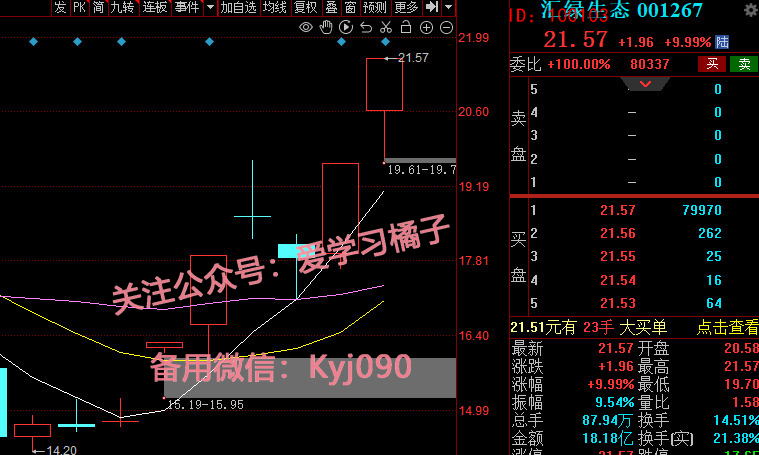 发 PK 简 九转 连板 事件 加自选 均线 复权 叠 窗 预测 更多
21.99
20.60
19.19
17.81
16.40
14.99
21.57
19.61-19.7
15.19-15.95
14.20
关注公众号：爱学习橘子
备用微信：Kyj090
汇绿生态 001267
21.57 +1.96 +9.99% 陆
委比 +100.00% 80337 买 卖
卖盘
5 – 0
4 – 0
3 – 0
2 – 0
1 – 0
买盘
1 21.57 79970
2 21.56 262
3 21.55 25
4 21.54 16
5 21.53 64
21.51元有 23手 大买单 点击查看
最新 21.57 开盘 20.58
涨跌 +1.96 最高 21.57
涨幅 +9.99% 最低 19.70
振幅 9.54% 量比 1.58
总手 87.94万 换手 14.51%
金额 18.18亿 换手(实) 21.38%
涨停 21.57 跌停 17.65